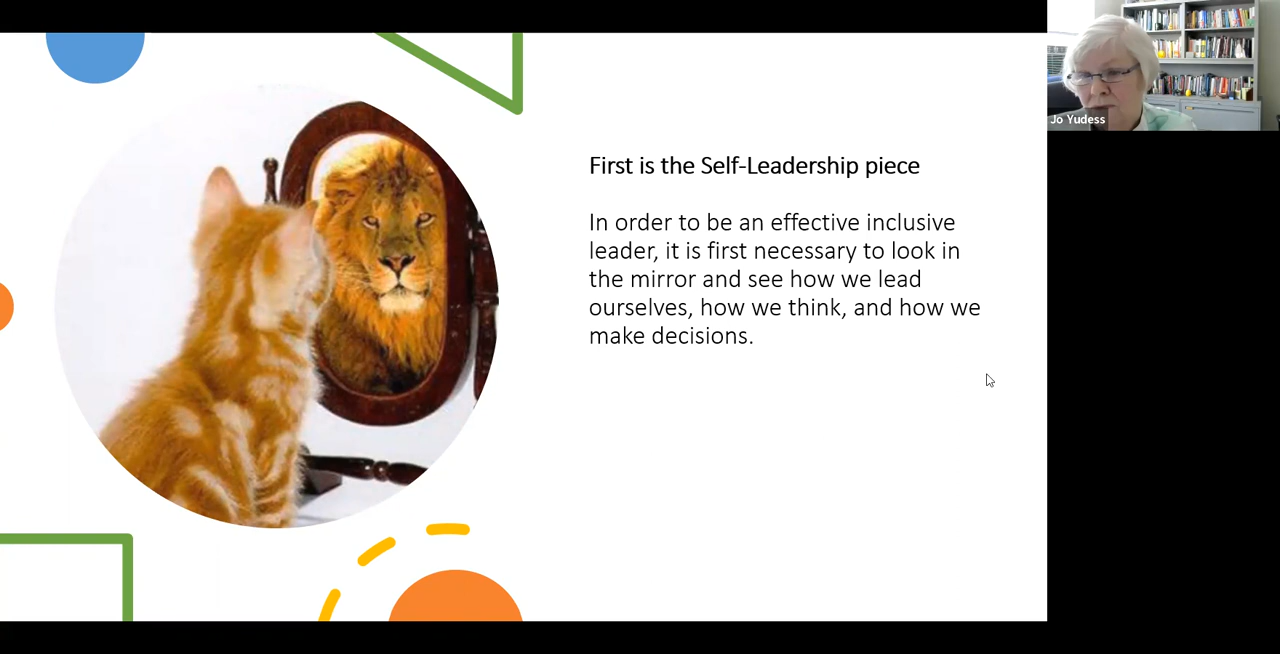 First is the Self-Leadership piece
In order to be an effective inclusive
leader, it is first necessary to look in
the mirror and see how we lead
ourselves, how we think, and how we
make decisions.
Jo Yudess